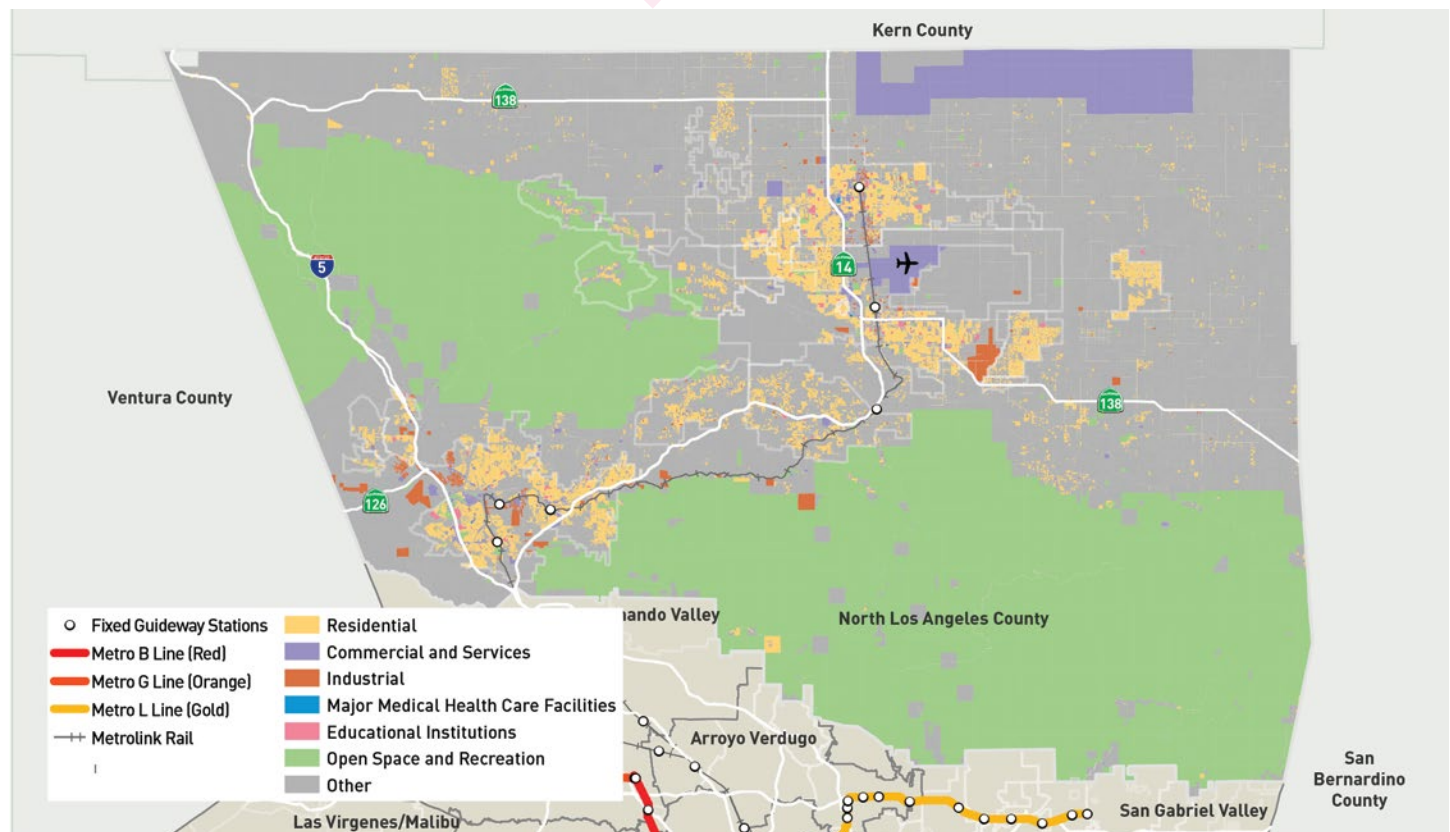 Kern County
138
14
5
Ventura County
138
126
North Los Angeles County
nando Valley
Arroyo Verdugo
San Gabriel Valley
San
Bernardino
County
Las Virgenes/Malibu
Fixed Guideway Stations
Metro B Line (Red)
Metro G Line (Orange)
Metro L Line (Gold)
Metrolink Rail
Residential
Commercial and Services
Industrial
Major Medical Health Care Facilities
Educational Institutions
Open Space and Recreation
Other